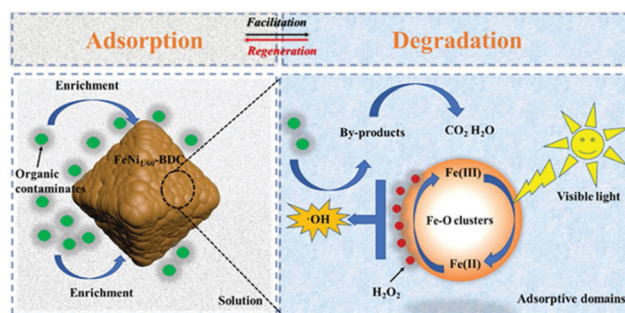 Adsorption
Facilitation
Regeneration
Degradation
Enrichment
FeNi1/60-BDC
Organic
contaminates
Enrichment
Solution
By-products
CO2 H2O
Visible light
Fe(III)
Fe-O clusters
Fe(II)
·OH
H2O2
Adsorptive domains